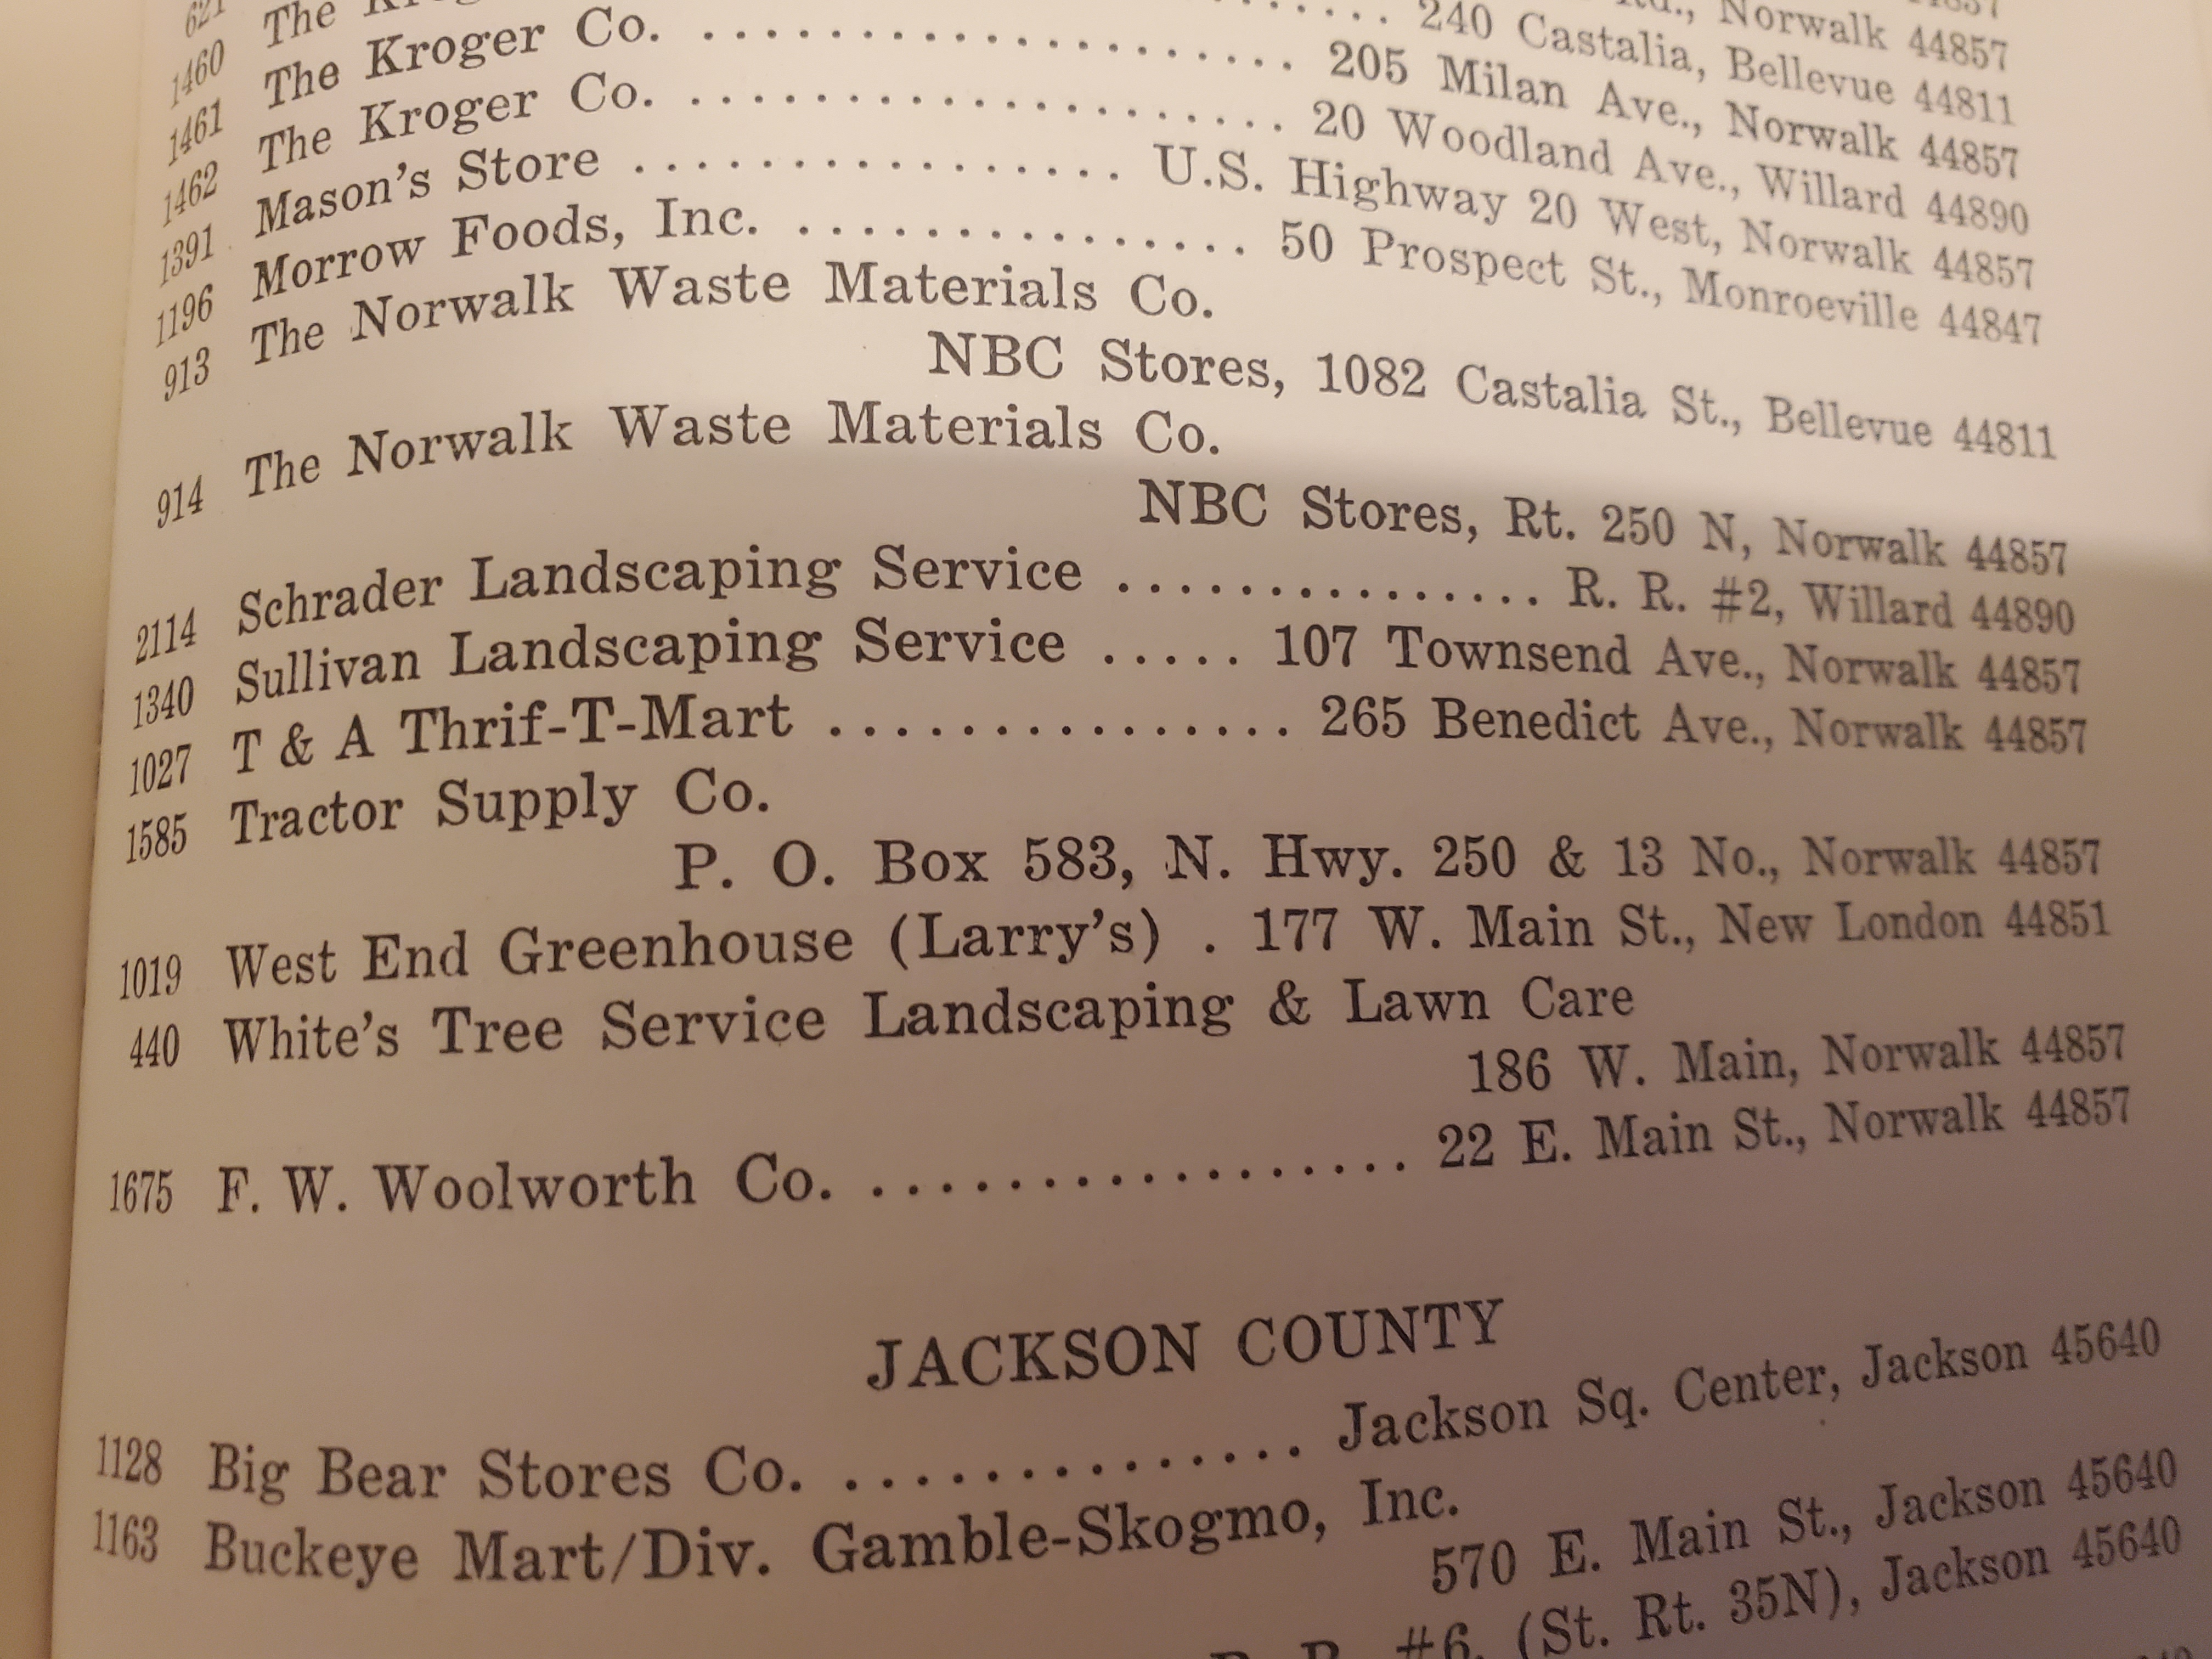 44857
621 Rd., Norwalk 44857
1460 The ........ 240 Castalia, Bellevue 44811
1461 The Kroger Co. .................... 205 Milan Ave., Norwalk 44857
1462 The Kroger Co. .................... 20 Woodland Ave., Willard 44890
1391 Mason's Store ................ U.S. Highway 20 West, Norwalk 44857
1196 Morrow Foods, Inc. ............... 50 Prospect St., Monroeville 44847
913 The Norwalk Waste Materials Co.
NBC Stores, 1082 Castalia St., Bellevue 44811
914 The Norwalk Waste Materials Co.
NBC Stores, Rt. 250 N, Norwalk 44857
2114 Schrader Landscaping Service ................ R. R. #2, Willard 44890
1340 Sullivan Landscaping Service ..... 107 Townsend Ave., Norwalk 44857
1027 T & A Thrif-T-Mart ................ 265 Benedict Ave., Norwalk 44857
1585 Tractor Supply Co.
P. O. Box 583, N. Hwy. 250 & 13 No., Norwalk 44857
1019 West End Greenhouse (Larry's) . 177 W. Main St., New London 44851
440 White's Tree Service Landscaping & Lawn Care
186 W. Main, Norwalk 44857
1675 F. W. Woolworth Co. .................. 22 E. Main St., Norwalk 44857
JACKSON COUNTY
1128 Big Bear Stores Co. ............... Jackson Sq. Center, Jackson 45640
1163 Buckeye Mart/Div. Gamble-Skogmo, Inc.
570 E. Main St., Jackson 45640
R. R. #6, (St. Rt. 35N), Jackson 45640